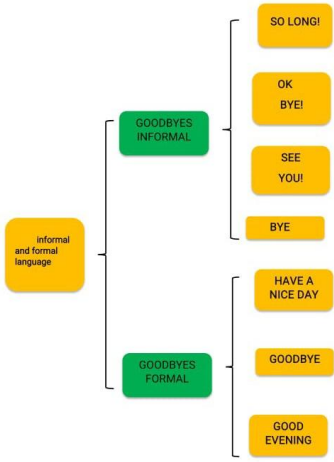 informal
and formal
language
GOODBYES
INFORMAL
SO LONG!
OK
BYE!
SEE
YOU!
BYE
GOODBYES
FORMAL
HAVE A
NICE DAY
GOODBYE
GOOD
EVENING